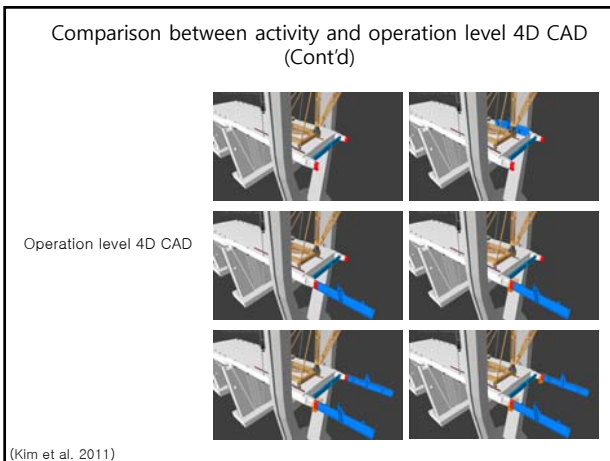 Comparison between activity and operation level 4D CAD
(Cont'd)
Operation level 4D CAD
(Kim et al. 2011)